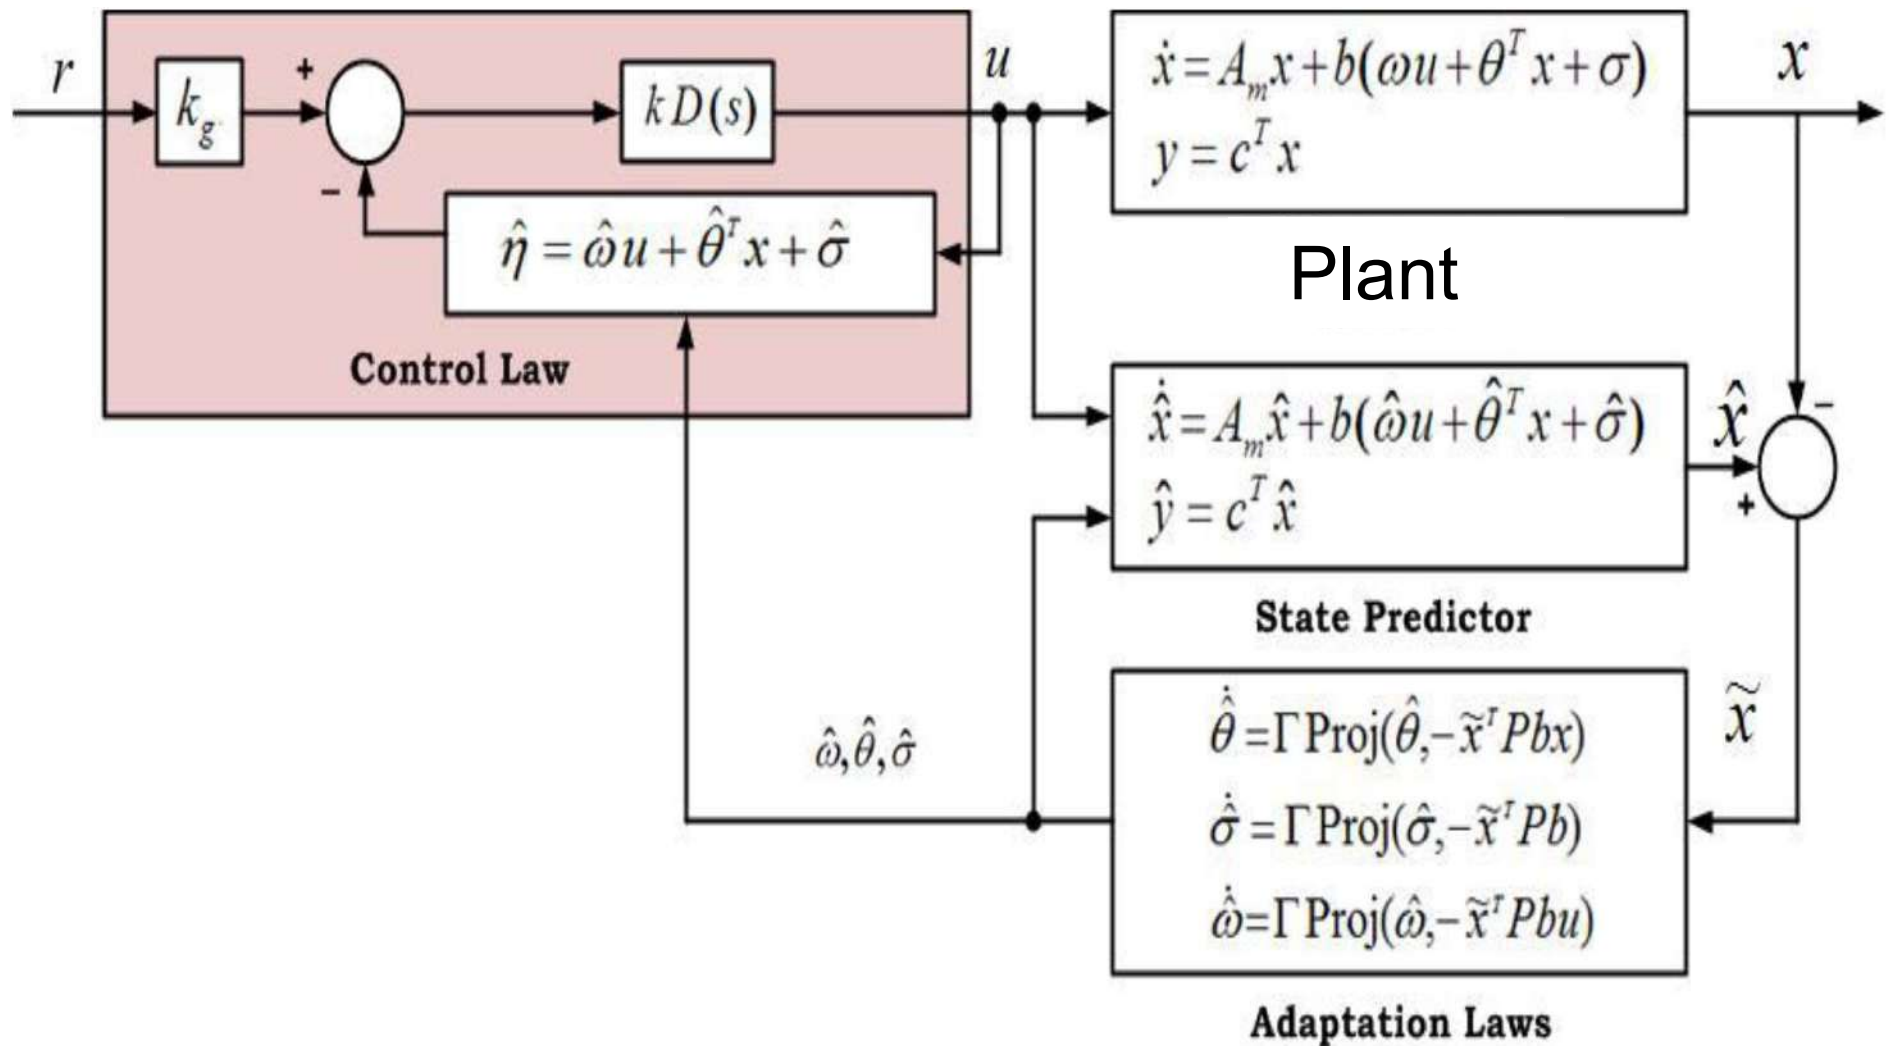 r
k_g
+
−
kD(s)
u
ẋ = A_m x + b(ωu + θ^T x + σ)
y = c^T x
x
η̂ = ω̂u + θ̂^T x + σ̂
Control Law
Plant
x̂̇ = A_m x̂ + b(ω̂u + θ̂^T x + σ̂)
ŷ = c^T x̂
x̂
−
+
State Predictor
ω̂, θ̂, σ̂
θ̂̇ = Γ Proj(θ̂, −x̃^T Pbx)
σ̂̇ = Γ Proj(σ̂, −x̃^T Pb)
ω̂̇ = Γ Proj(ω̂, −x̃^T Pbu)
x̃
Adaptation Laws